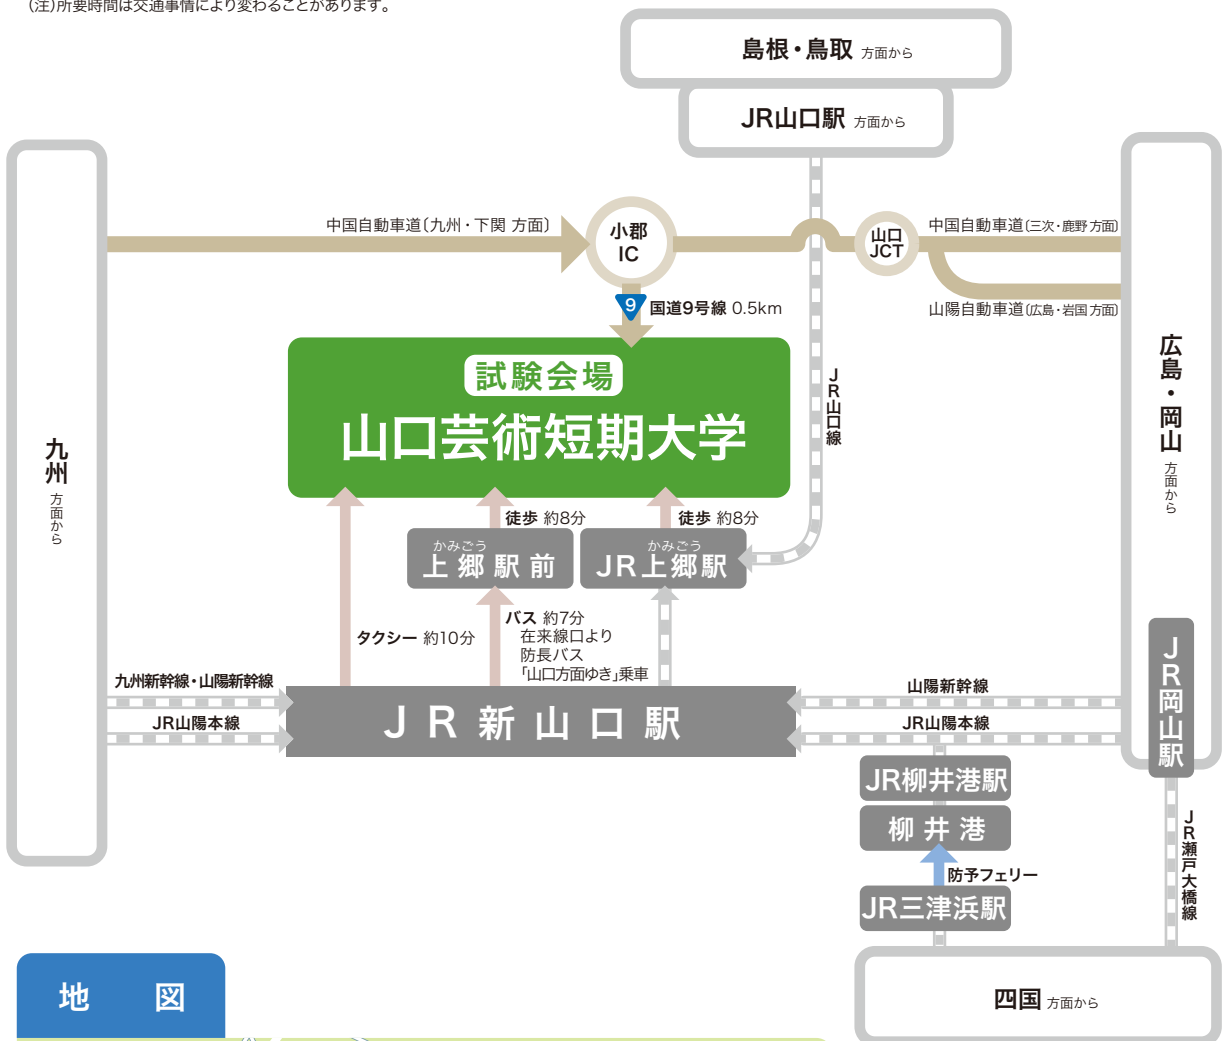 (注)所要時間は交通事情により変わることがあります。
島根・鳥取 方面から
JR山口駅 方面から
中国自動車道〔九州・下関 方面〕
小郡
IC
山口
JCT
中国自動車道〔三次・鹿野 方面〕
9
国道9号線 0.5km
山陽自動車道〔広島・岩国 方面〕
試験会場
山口芸術短期大学
JR山口線
九州 方面から
広島・岡山 方面から
徒歩 約8分
徒歩 約8分
かみごう
上郷駅前
かみごう
JR上郷駅
タクシー 約10分
バス 約7分
在来線口より
防長バス
「山口方面ゆき」乗車
九州新幹線・山陽新幹線
JR山陽本線
JR新山口駅
山陽新幹線
JR山陽本線
JR岡山駅
JR柳井港駅
柳井港
防予フェリー
JR三津浜駅
JR瀬戸大橋線
四国 方面から
地 図